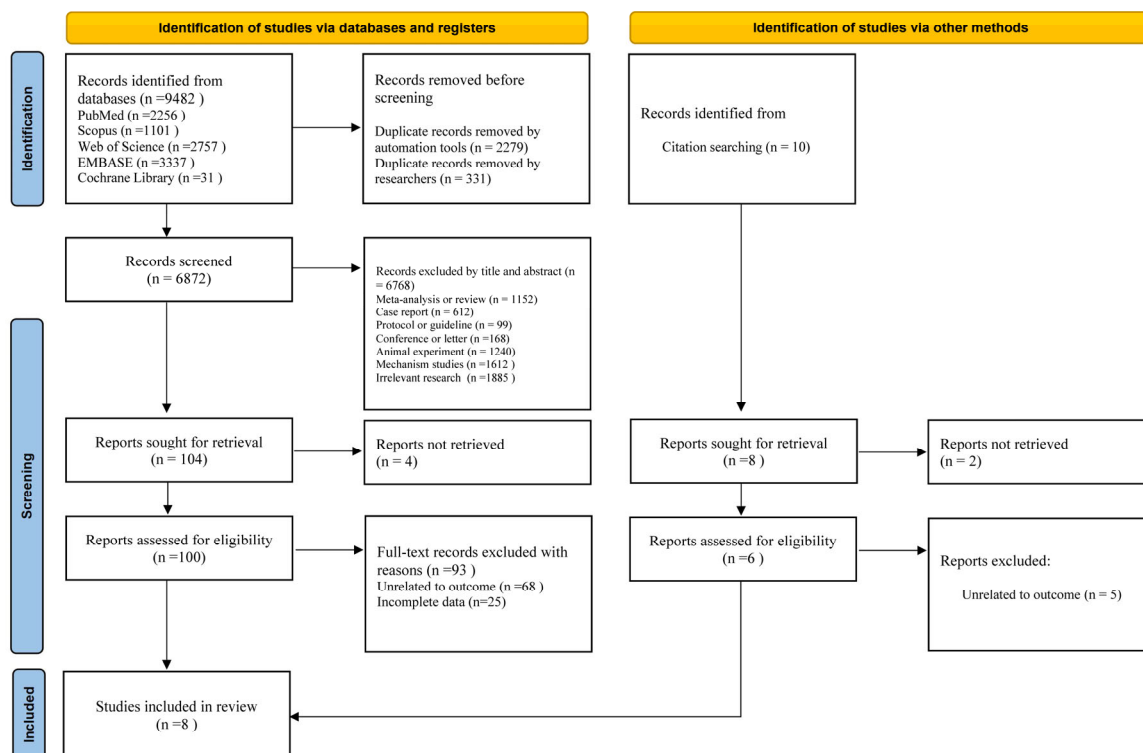 Identification of studies via databases and registers
Identification of studies via other methods
Identification
Records identified from
databases (n =9482 )
PubMed (n =2256 )
Scopus (n =1101 )
Web of Science (n =2757 )
EMBASE (n =3337 )
Cochrane Library (n =31 )
Records removed before
screening
Duplicate records removed by
automation tools (n = 2279)
Duplicate records removed by
researchers (n = 331)
Records identified from
Citation searching (n = 10)
Records screened
(n = 6872)
Records excluded by title and abstract (n
= 6768)
Meta-analysis or review (n = 1152)
Case report (n = 612)
Protocol or guideline (n = 99)
Conference or letter (n =168)
Animal experiment (n = 1240)
Mechanism studies (n =1612 )
Irrelevant research (n =1885 )
Screening
Reports sought for retrieval
(n = 104)
Reports not retrieved
(n = 4)
Reports sought for retrieval
(n =8 )
Reports not retrieved
(n = 2)
Reports assessed for eligibility
(n =100)
Full-text records excluded with
reasons (n =93 )
Unrelated to outcome (n =68 )
Incomplete data (n=25)
Reports assessed for eligibility
(n =6 )
Reports excluded:
Unrelated to outcome (n = 5)
Included
Studies included in review
(n =8 )